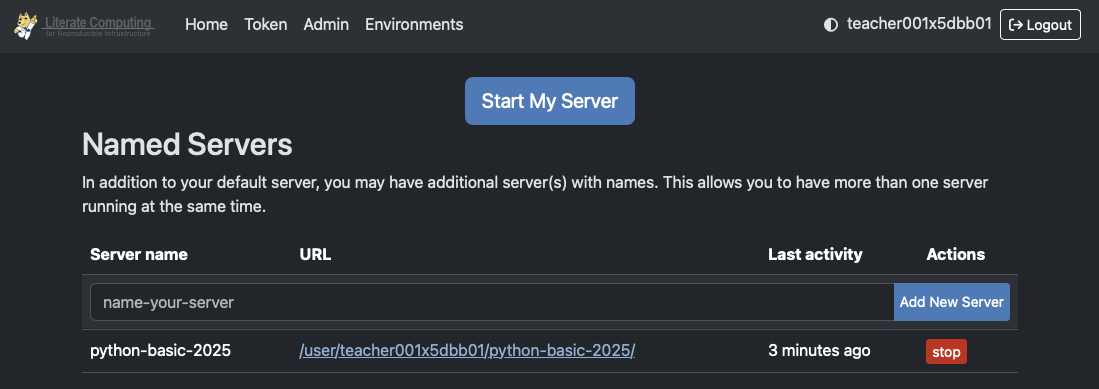 Literate Computing
for Reproducible Infrastructure
Home Token Admin Environments
teacher001x5dbb01 Logout
Start My Server
Named Servers
In addition to your default server, you may have additional server(s) with names. This allows you to have more than one server
running at the same time.
Server name URL Last activity Actions
name-your-server Add New Server
python-basic-2025 /user/teacher001x5dbb01/python-basic-2025/ 3 minutes ago stop